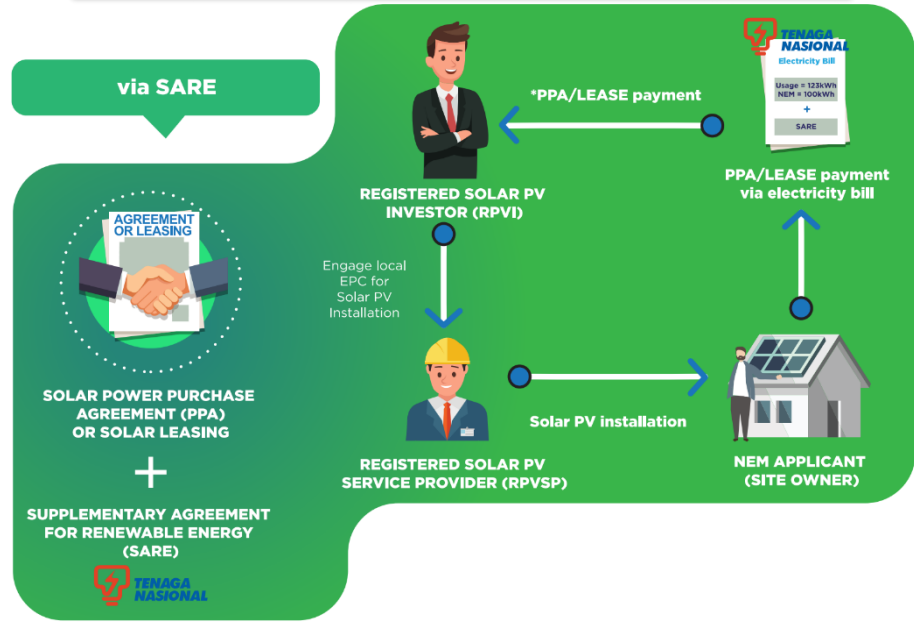 via SARE
AGREEMENT
OR LEASING
SOLAR POWER PURCHASE
AGREEMENT (PPA)
OR SOLAR LEASING
+
SUPPLEMENTARY AGREEMENT
FOR RENEWABLE ENERGY
(SARE)
TENAGA
NASIONAL
REGISTERED SOLAR PV
INVESTOR (RPVI)
*PPA/LEASE payment
TENAGA
NASIONAL
Electricity Bill
Usage = 123kWh
NEM = 100kWh
+
SARE
PPA/LEASE payment
via electricity bill
Engage local
EPC for
Solar PV
Installation
REGISTERED SOLAR PV
SERVICE PROVIDER (RPVSP)
Solar PV installation
NEM APPLICANT
(SITE OWNER)